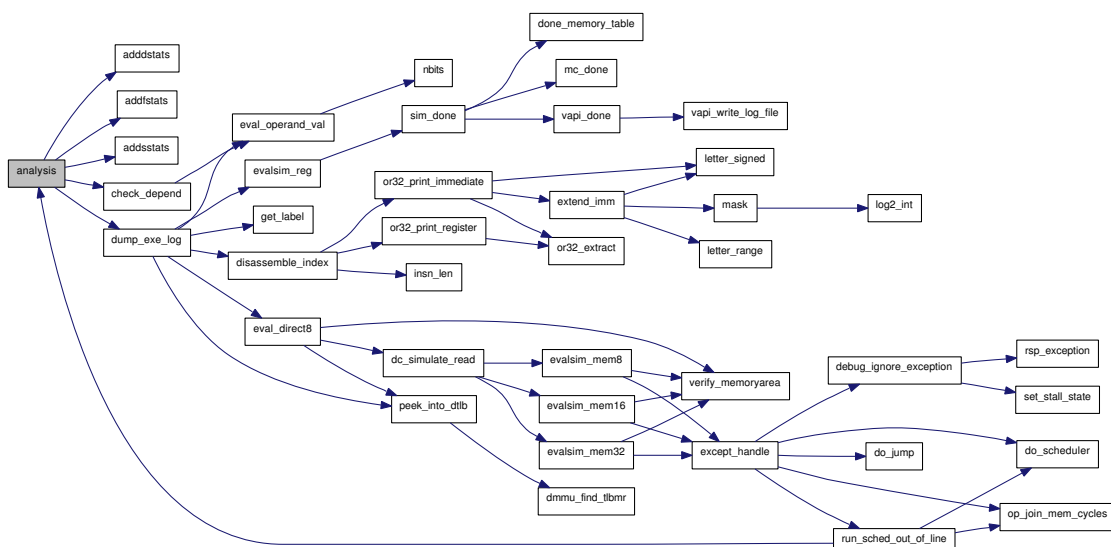 done_memory_table
adddstats
nbits
mc_done
addfstats
sim_done
vapi_done
vapi_write_log_file
eval_operand_val
addsstats
letter_signed
analysis
evalsim_reg
or32_print_immediate
check_depend
extend_imm
mask
log2_int
get_label
or32_print_register
dump_exe_log
or32_extract
letter_range
disassemble_index
insn_len
eval_direct8
rsp_exception
dc_simulate_read
evalsim_mem8
debug_ignore_exception
verify_memoryarea
set_stall_state
peek_into_dtlb
evalsim_mem16
evalsim_mem32
except_handle
do_jump
do_scheduler
dmmu_find_tlbmr
op_join_mem_cycles
run_sched_out_of_line